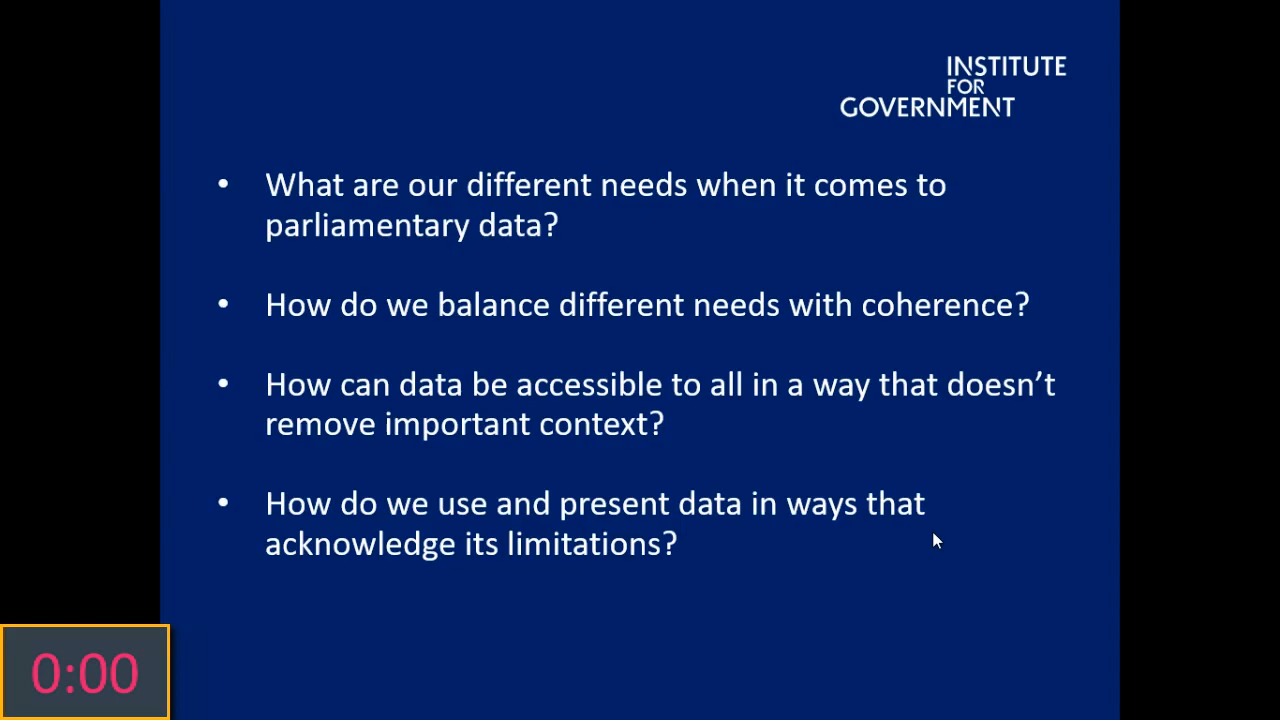 INSTITUTE
FOR
GOVERNMENT
• What are our different needs when it comes to
parliamentary data?
• How do we balance different needs with coherence?
• How can data be accessible to all in a way that doesn’t
remove important context?
• How do we use and present data in ways that
acknowledge its limitations?
0:00